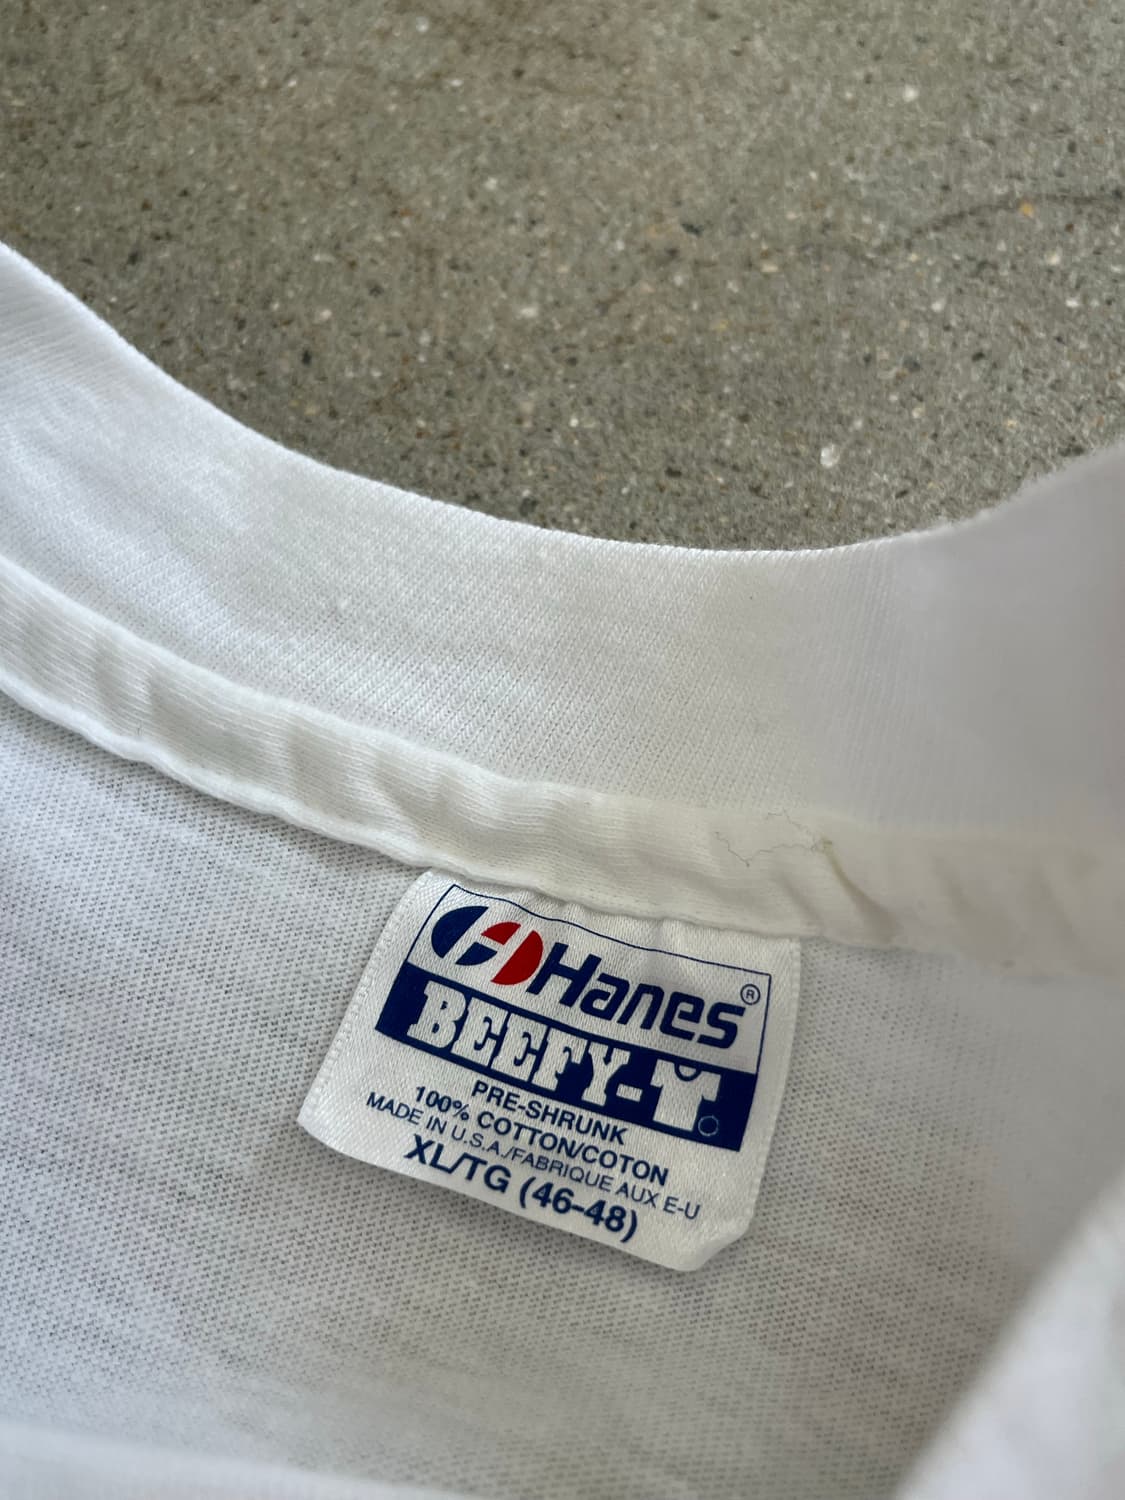 Hanes®
BEEFY-T®
PRE-SHRUNK
100% COTTON/COTON
MADE IN U.S.A./FABRIQUE AUX E-U
XL/TG (46-48)